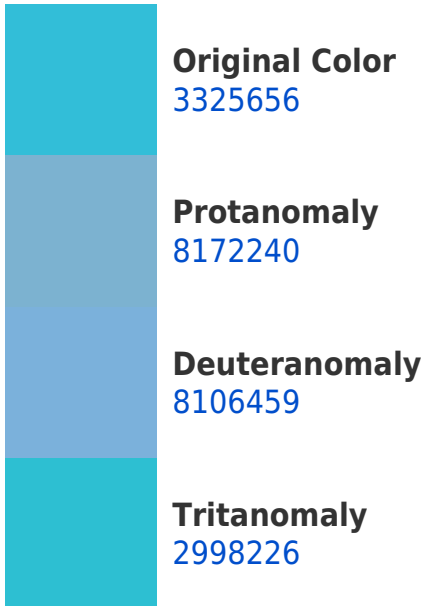 Original Color
3325656
Protanomaly
8172240
Deuteranomaly
8106459
Tritanomaly
2998226